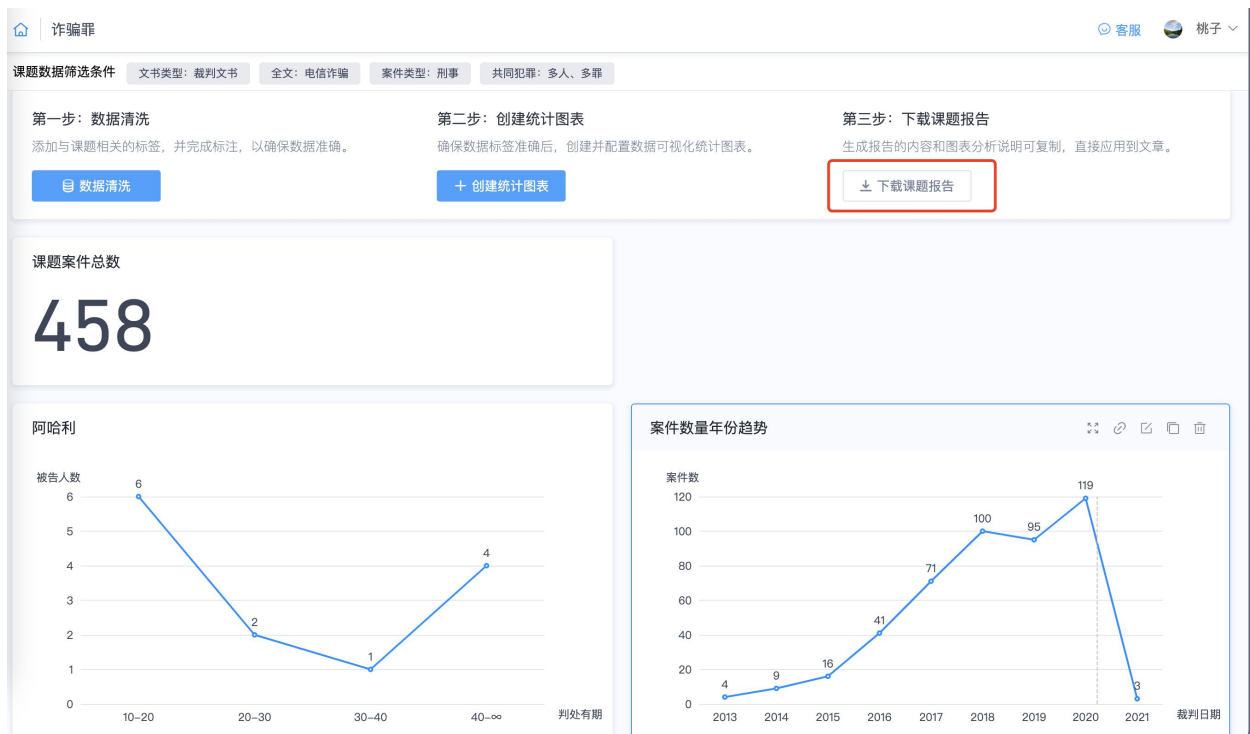 诈骗罪
客服
桃子
课题数据筛选条件 文书类型：裁判文书 全文：电信诈骗 案件类型：刑事 共同犯罪：多人、多罪
第一步：数据清洗
添加与课题相关的标签，并完成标注，以确保数据准确。
数据清洗
第二步：创建统计图表
确保数据标签准确后，创建并配置数据可视化统计图表。
创建统计图表
第三步：下载课题报告
生成报告的内容和图表分析说明可复制，直接应用到文章。
下载课题报告
课题案件总数
458
阿哈利
被告人数
6
5
4
3
2
1
0
6
2
1
4
10-20 20-30 30-40 40-∞ 判处有期
案件数量年份趋势
案件数
120
100
80
60
40
20
0
4
9
16
41
71
100
95
119
3
2013 2014 2015 2016 2017 2018 2019 2020 2021 裁判日期